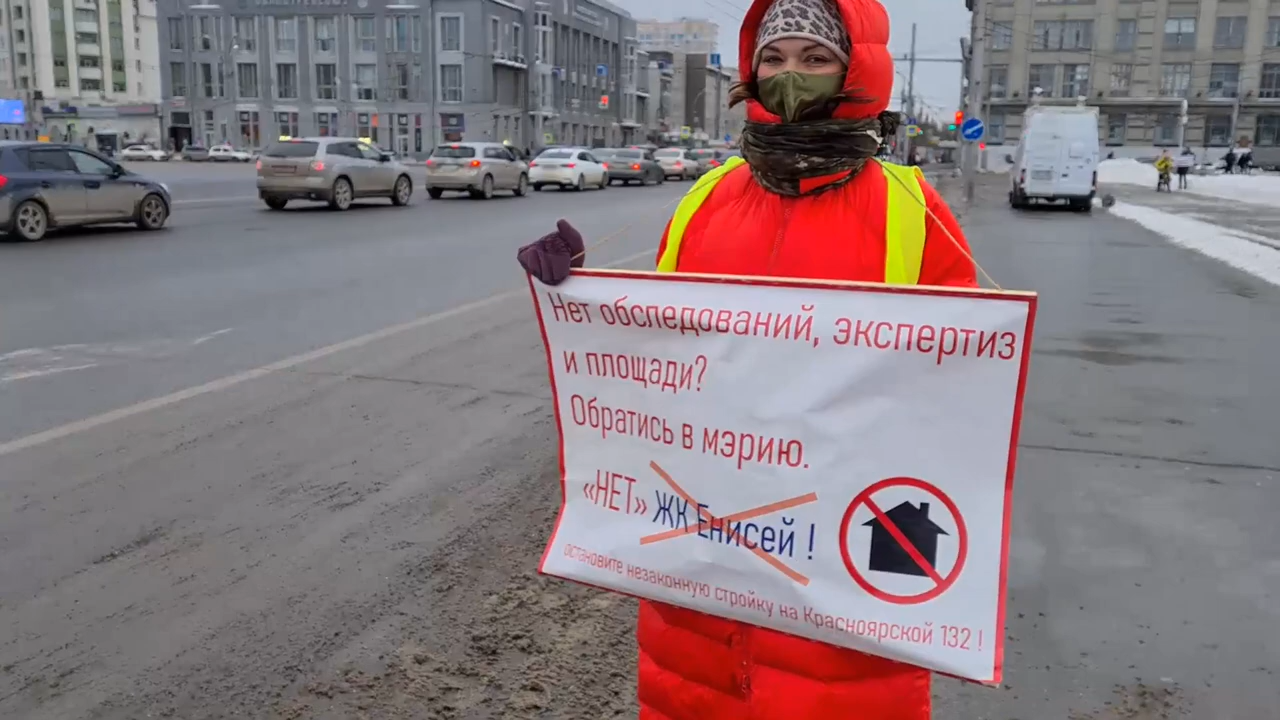 Нет обследований, экспертиз
и площади?
Обратись в мэрию.
«НЕТ» ЖК Енисей !
остановите незаконную стройку на Красноярской 132 !